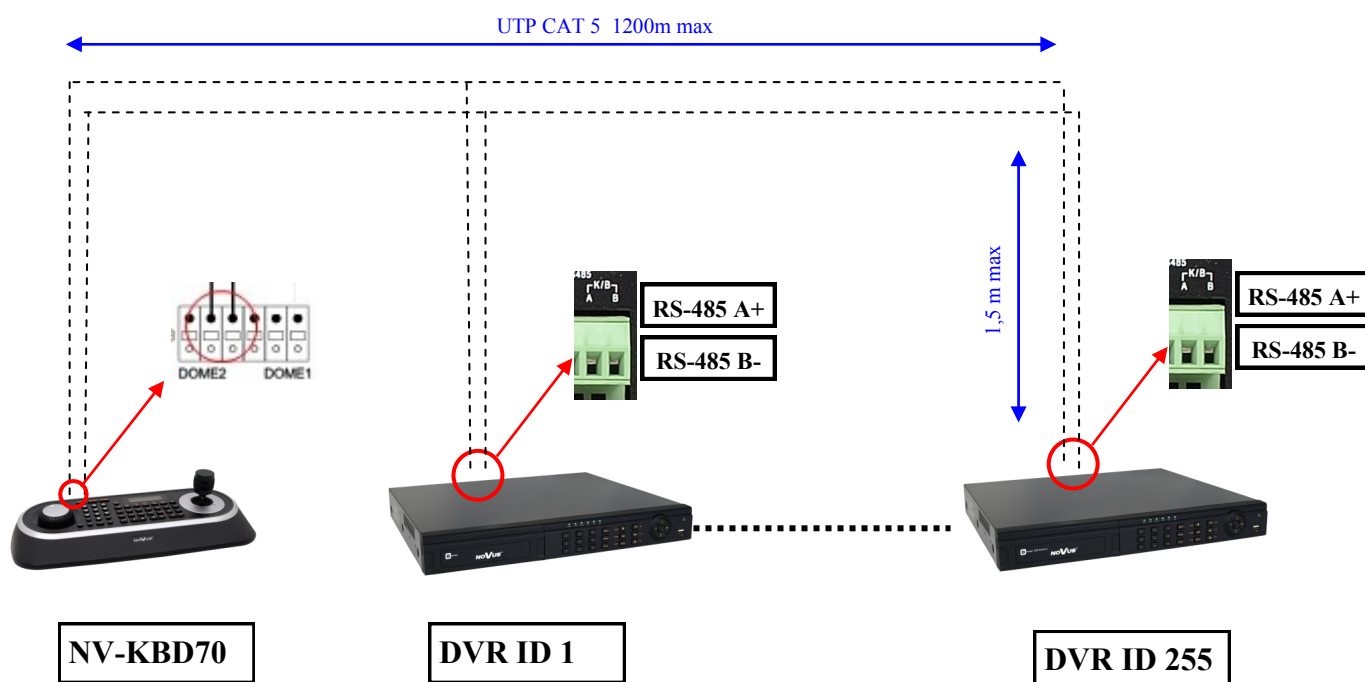 UTP CAT 5 1200m max
1,5 m max
485
K/B
A B
RS-485 A+
RS-485 B-
485
K/B
A B
RS-485 A+
RS-485 B-
DOME2 DOME1
NOVUS
NOVUS
NOVUS
NV-KBD70
DVR ID 1
DVR ID 255